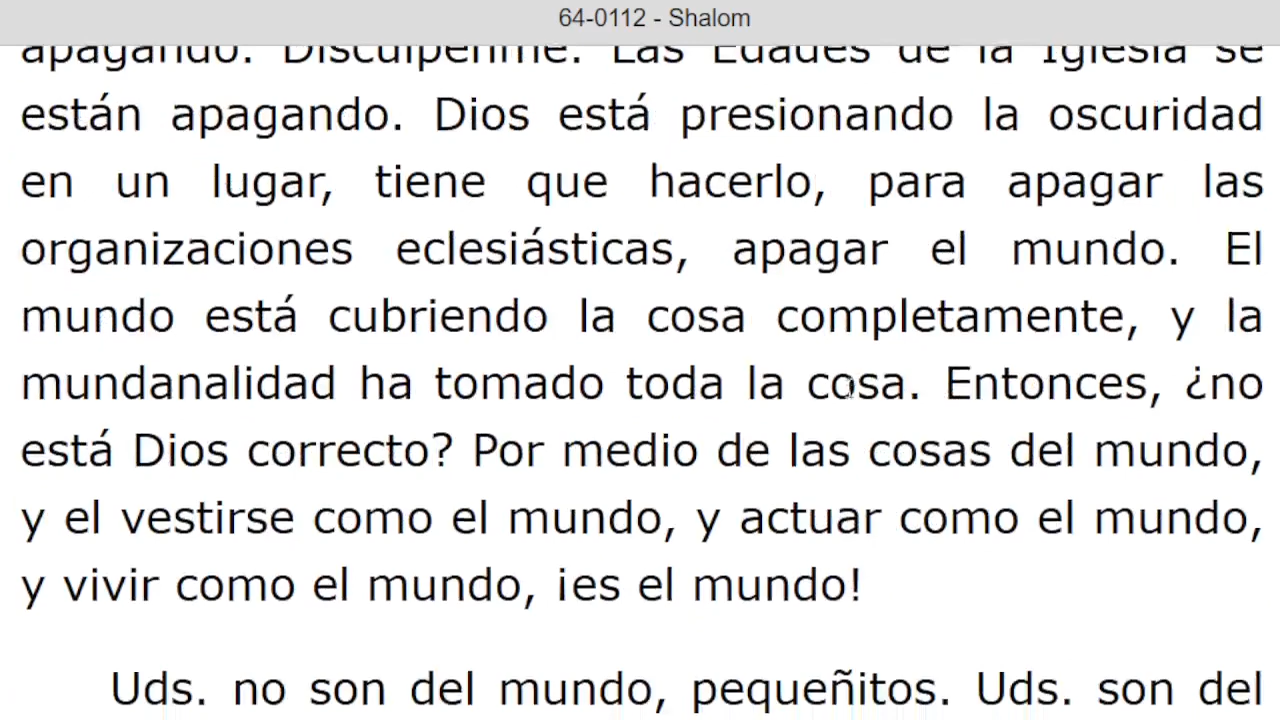 64-0112 - Shalom
apagando. Discúlpenme. Las Edades de la Iglesia se
están apagando. Dios está presionando la oscuridad
en un lugar, tiene que hacerlo, para apagar las
organizaciones eclesiásticas, apagar el mundo. El
mundo está cubriendo la cosa completamente, y la
mundanalidad ha tomado toda la cosa. Entonces, ¿no
está Dios correcto? Por medio de las cosas del mundo,
y el vestirse como el mundo, y actuar como el mundo,
y vivir como el mundo, ¡es el mundo!
Uds. no son del mundo, pequeñitos. Uds. son del